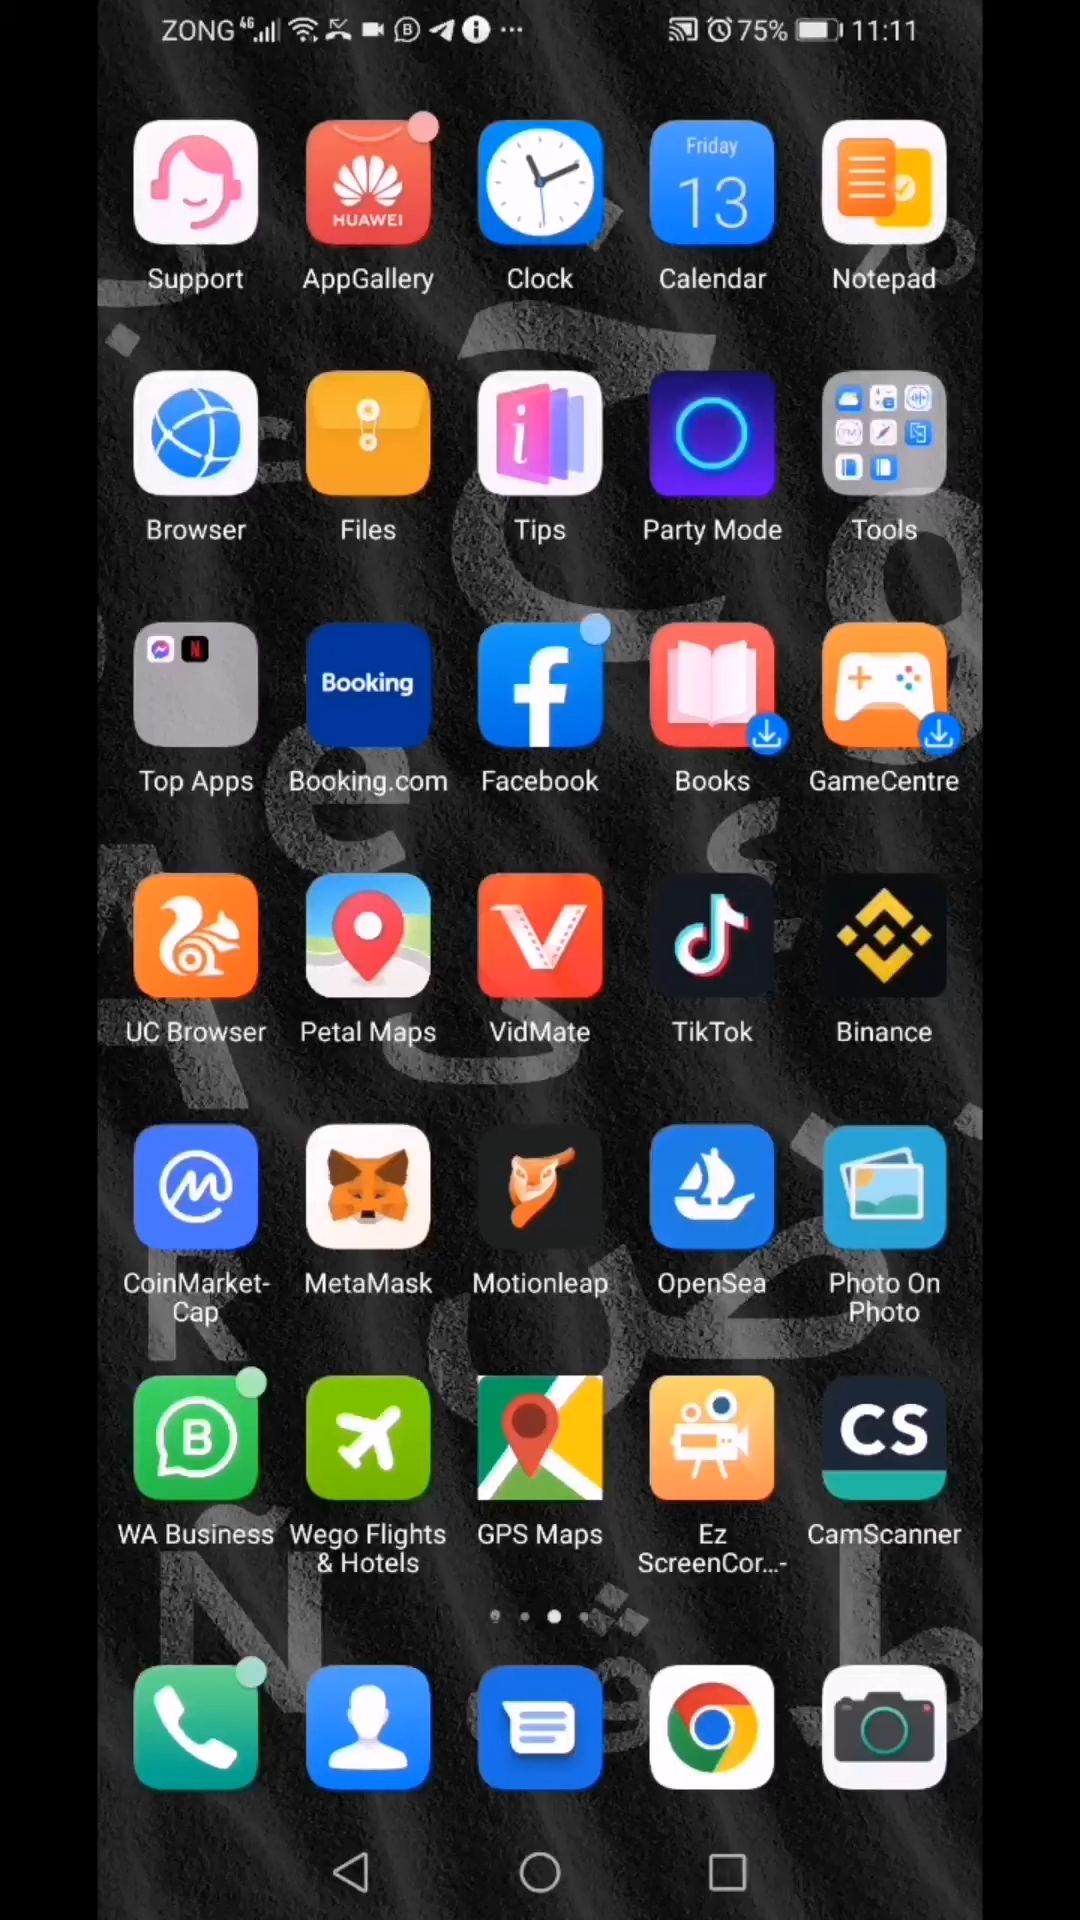 ZONG 4G 75% 11:11
HUAWEI
Friday
13
Support AppGallery Clock Calendar Notepad
Browser Files Tips Party Mode Tools
Booking
Top Apps Booking.com Facebook Books GameCentre
UC Browser Petal Maps VidMate TikTok Binance
CoinMarket-
Cap
MetaMask Motionleap OpenSea Photo On
Photo
B
CS
WA Business Wego Flights
& Hotels
GPS Maps Ez
ScreenCor...-
CamScanner